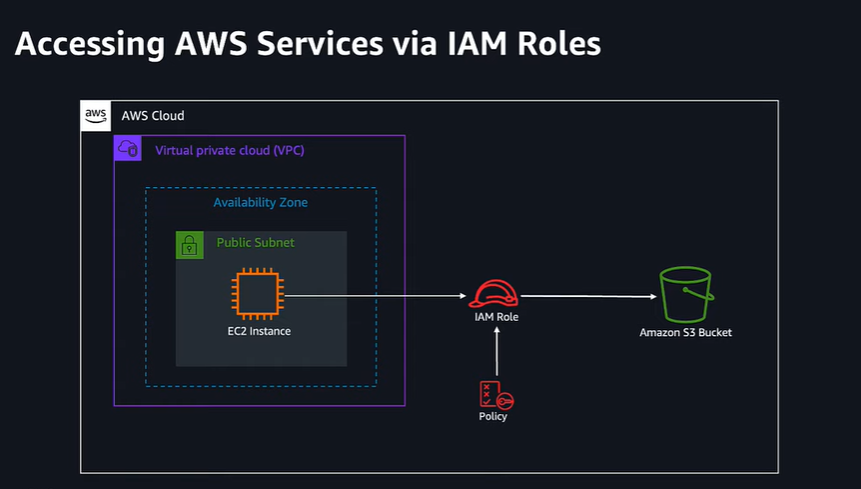 Accessing AWS Services via IAM Roles
aws
AWS Cloud
Virtual private cloud (VPC)
Availability Zone
Public Subnet
EC2 Instance
IAM Role
Amazon S3 Bucket
Policy